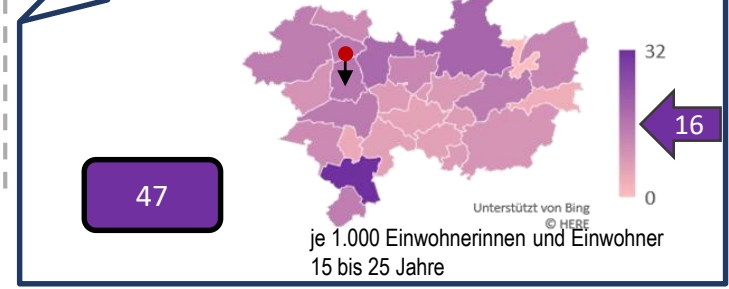 32
16
47
0
Unterstützt von Bing
© HERE
je 1.000 Einwohnerinnen und Einwohner
15 bis 25 Jahre